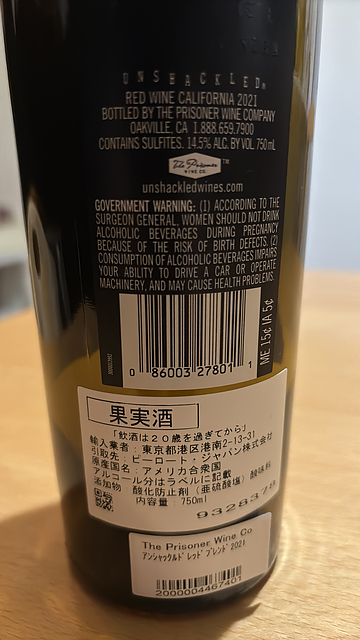 UNSHACKLED®
RED WINE CALIFORNIA 2021
BOTTLED BY THE PRISONER WINE COMPANY
OAKVILLE, CA 1.888.659.7900
CONTAINS SULFITES. 14.5% ALC. BY VOL 750 mL
The Prisoner™
WINE CO.
unshackledwines.com
GOVERNMENT WARNING: (1) ACCORDING TO THE
SURGEON GENERAL, WOMEN SHOULD NOT DRINK
ALCOHOLIC BEVERAGES DURING PREGNANCY
BECAUSE OF THE RISK OF BIRTH DEFECTS. (2)
CONSUMPTION OF ALCOHOLIC BEVERAGES IMPAIRS
YOUR ABILITY TO DRIVE A CAR OR OPERATE
MACHINERY, AND MAY CAUSE HEALTH PROBLEMS.
ME 15¢ IA 5¢
0 86003 27801 1
果実酒
「飲酒は20歳を過ぎてから」
輸入業者:東京都港区港南2-13-31
引取先:ピーロート・ジャパン株式会社
原産国名:アメリカ合衆国
アルコール分はラベルに記載
添加物 酸化防止剤(亜硫酸塩) 酸味料
内容量:750ml
The Prisoner Wine Co
アンシャックルド レッド ブレンド 2021
2000004467401